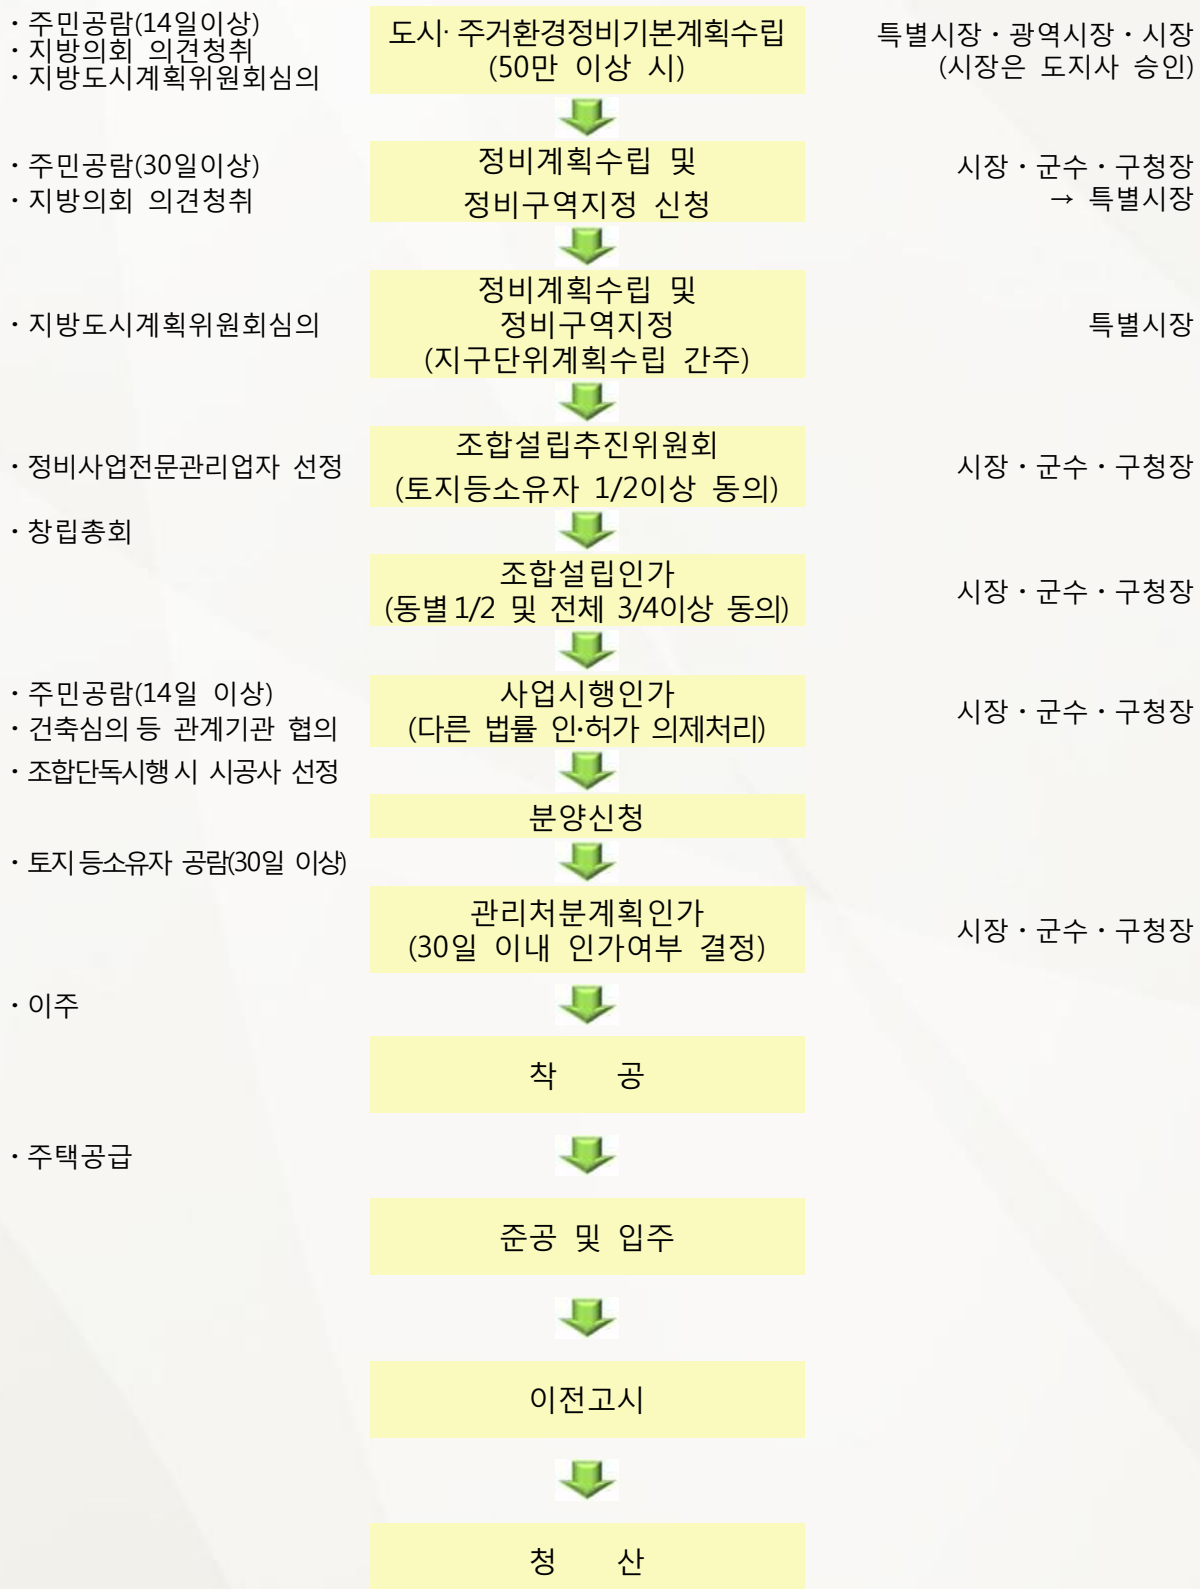 · 주민공람(14일이상)
· 지방의회 의견청취
· 지방도시계획위원회심의
도시· 주거환경정비기본계획수립
(50만 이상 시)
특별시장 · 광역시장 · 시장
(시장은 도지사 승인)
· 주민공람(30일이상)
· 지방의회 의견청취
정비계획수립 및
정비구역지정 신청
시장 · 군수 · 구청장
→ 특별시장
· 지방도시계획위원회심의
정비계획수립 및
정비구역지정
(지구단위계획수립 간주)
특별시장
· 정비사업전문관리업자 선정
조합설립추진위원회
(토지등소유자 1/2이상 동의)
시장 · 군수 · 구청장
· 창립총회
조합설립인가
(동별 1/2 및 전체 3/4이상 동의)
시장 · 군수 · 구청장
· 주민공람(14일 이상)
· 건축심의 등 관계기관 협의
사업시행인가
(다른 법률 인·허가 의제처리)
시장 · 군수 · 구청장
· 조합단독시행 시 시공사 선정
분양신청
· 토지 등소유자 공람(30일 이상)
관리처분계획인가
(30일 이내 인가여부 결정)
시장 · 군수 · 구청장
· 이주
착 공
· 주택공급
준공 및 입주
이전고시
청 산